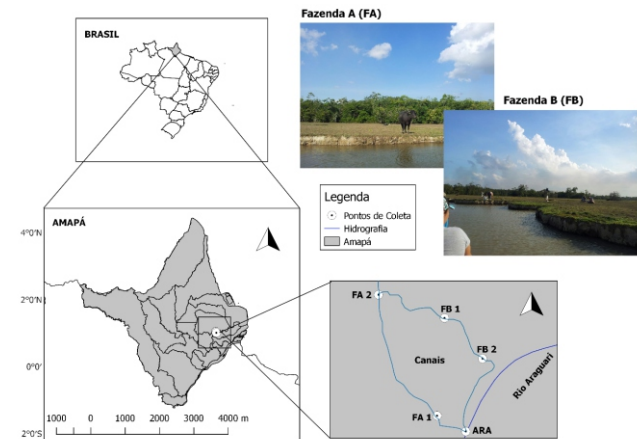 Fazenda A (FA)
BRASIL
Fazenda B (FB)
Legenda
Pontos de Coleta
Hidrografia
Amapá
AMAPÁ
4°0'N
2°0'N
0°0'
2°0'S
1000 0 1000 2000 3000 4000 m
FA 2
FB 1
FB 2
Canais
Rio Araguari
FA 1
ARA